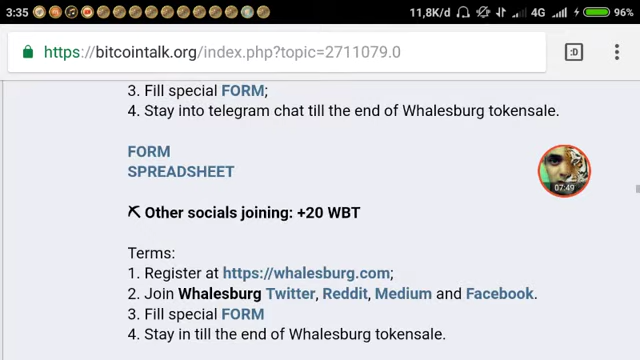 3:35 11,8K/d 4G 96%
https://bitcointalk.org/index.php?topic=2711079.0 :D
3. Fill special FORM;
4. Stay into telegram chat till the end of Whalesburg tokensale.
FORM
SPREADSHEET
07:49
⛏ Other socials joining: +20 WBT
Terms:
1. Register at https://whalesburg.com;
2. Join Whalesburg Twitter, Reddit, Medium and Facebook.
3. Fill special FORM
4. Stay in till the end of Whalesburg tokensale.